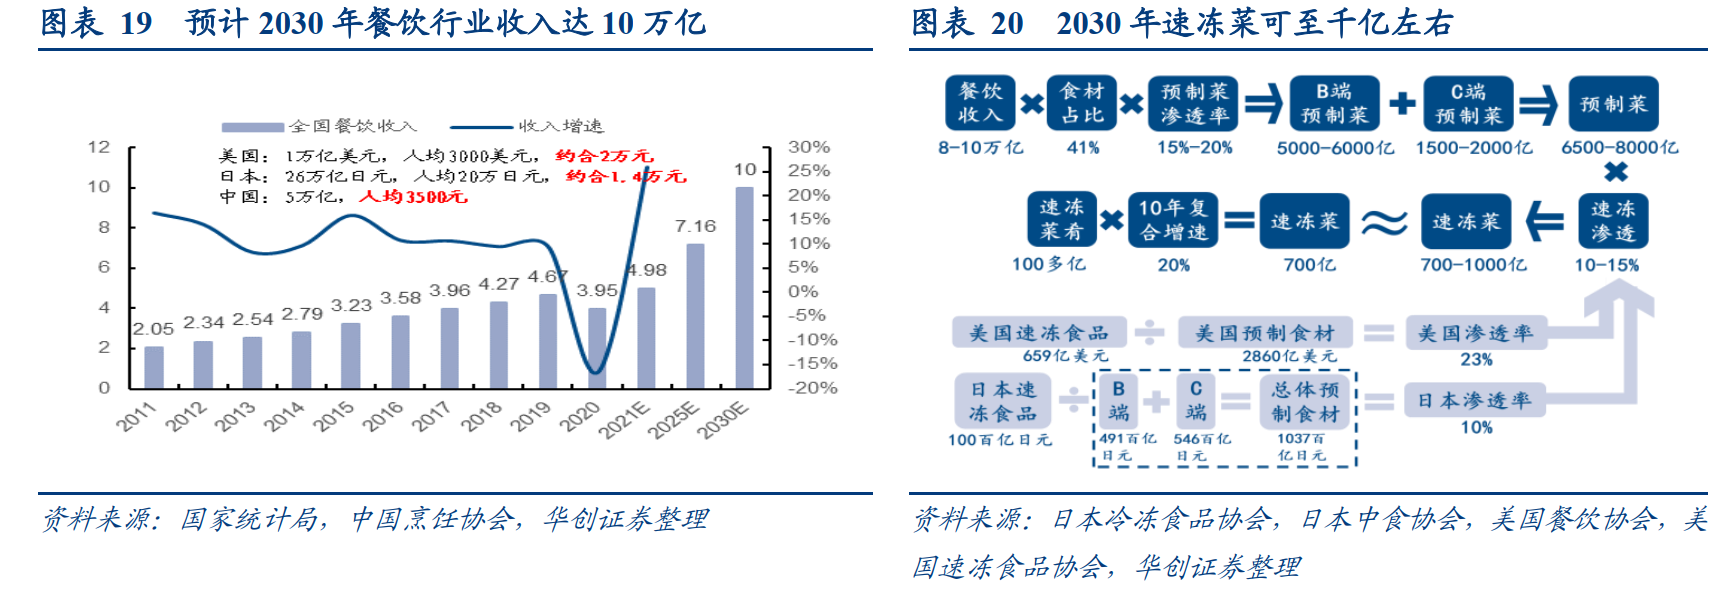 图表 19 预计 2030 年餐饮行业收入达 10 万亿
全国餐饮收入 收入增速
美国：1万亿美元，人均3000美元，约合2万元
日本：26万亿日元，人均20万日元，约合1.4万元
中国：5万亿，人均3500元
12
10
8
6
4
2
0
30%
25%
20%
15%
10%
5%
0%
-5%
-10%
-15%
-20%
2.05
2.34
2.54
2.79
3.23
3.58
3.96
4.27
4.67
3.95
4.98
7.16
10
2011
2012
2013
2014
2015
2016
2017
2018
2019
2020
2021E
2025E
2030E
资料来源：国家统计局，中国烹饪协会，华创证券整理
图表 20 2030 年速冻菜可至千亿左右
餐饮收入 × 食材占比 × 预制菜渗透率 ⇒ B端预制菜 + C端预制菜 ⇒ 预制菜
8-10万亿 41% 15%-20% 5000-6000亿 1500-2000亿 6500-8000亿
×
速冻菜肴 × 10年复合增速 = 速冻菜 ≈ 速冻菜 ⇐ 速冻渗透
100多亿 20% 700亿 700-1000亿 10-15%
美国速冻食品 ÷ 美国预制食材 = 美国渗透率
659亿美元 2860亿美元 23%
日本速冻食品 ÷ B端 + C端 = 总体预制食材 = 日本渗透率
100百亿日元 491百亿日元 546百亿日元 1037百亿日元 10%
资料来源：日本冷冻食品协会，日本中食协会，美国餐饮协会，美
国速冻食品协会，华创证券整理